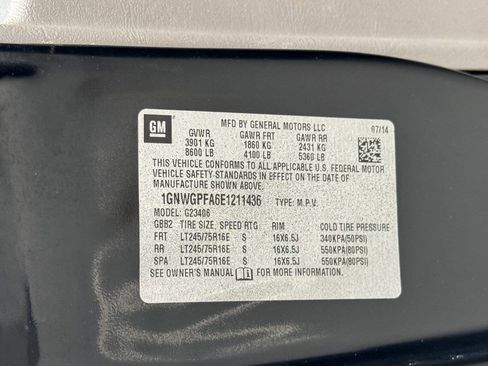 GM
MFD BY GENERAL MOTORS LLC 07/14
GVWR GAWR FRT GAWR RR
3901 KG 1860 KG 2431 KG
8600 LB 4100 LB 5360 LB
THIS VEHICLE CONFORMS TO ALL APPLICABLE U.S. FEDERAL MOTOR
VEHICLE SAFETY STANDARDS IN EFFECT ON THE DATE OF
MANUFACTURE SHOWN ABOVE.
1GNWGPFA6E1211436 TYPE: M.P.V.
MODEL: G23406
GBB2 TIRE SIZE SPEED RTG RIM COLD TIRE PRESSURE
FRT LT245/75R16E S 16X6.5J 340KPA(50PSI)
RR LT245/75R16E S 16X6.5J 550KPA(80PSI)
SPA LT245/75R16E S 16X6.5J 550KPA(80PSI)
SEE OWNER'S MANUAL FOR MORE INFORMATION.